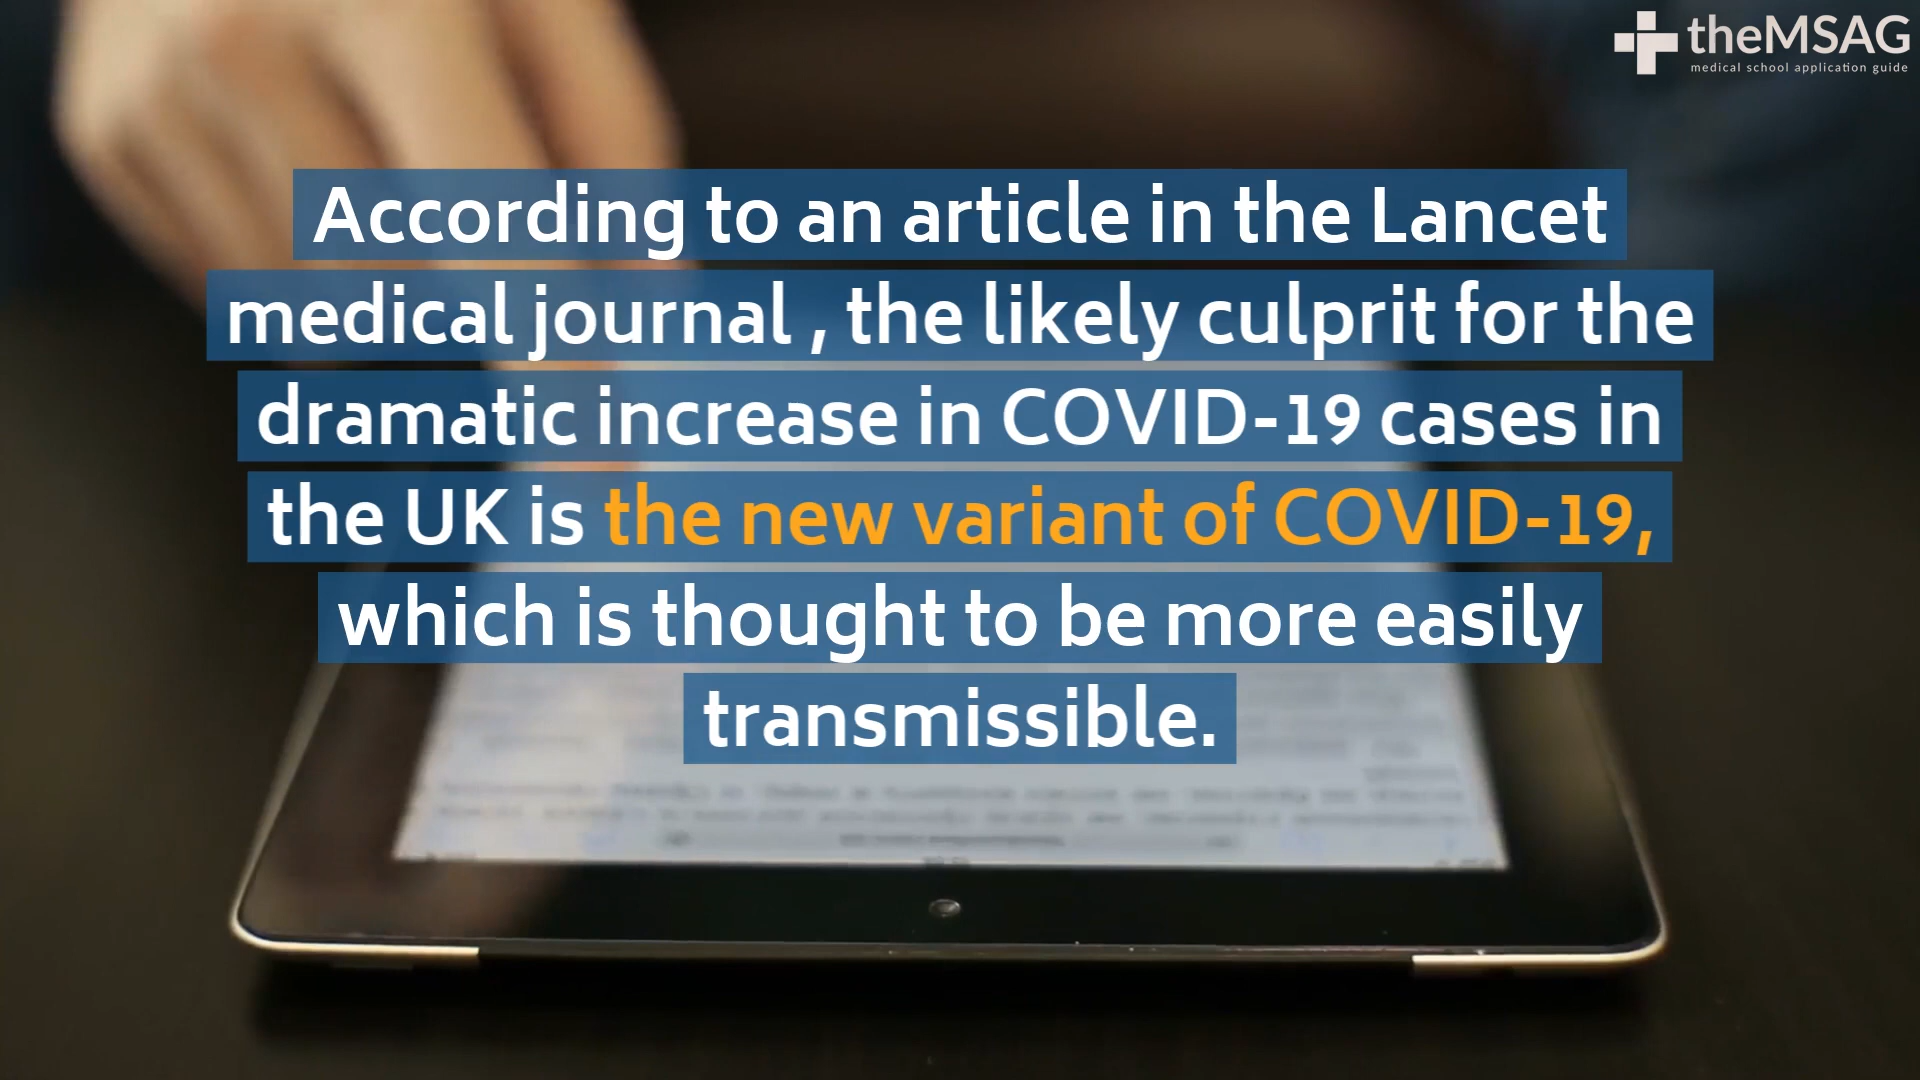 theMSAG
medical school application guide
According to an article in the Lancet
medical journal , the likely culprit for the
dramatic increase in COVID-19 cases in
the UK is the new variant of COVID-19,
which is thought to be more easily
transmissible.